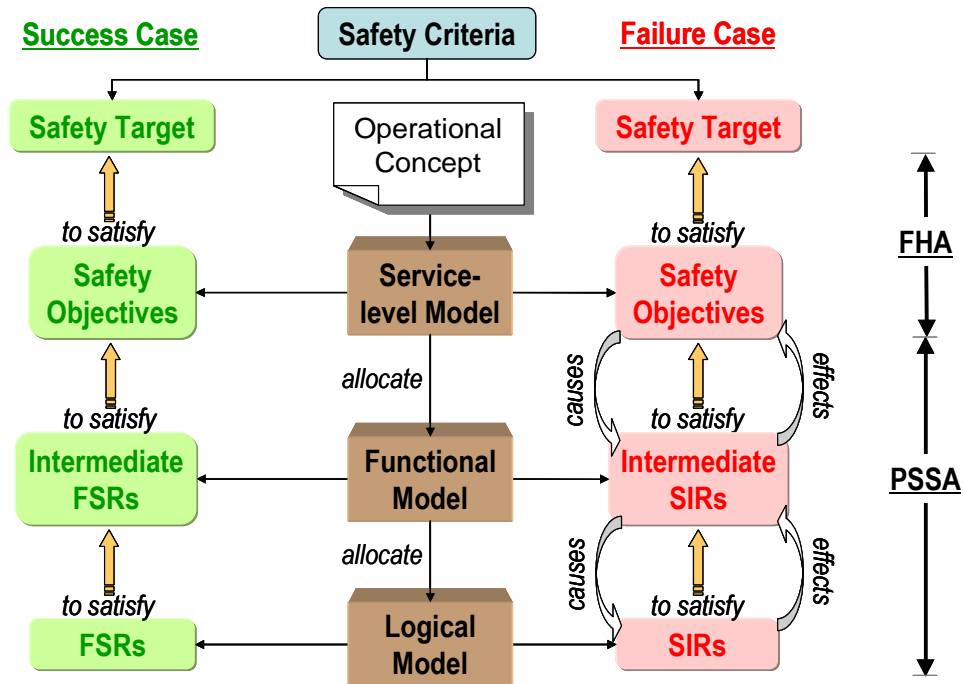 Success Case
Safety Criteria
Failure Case
Safety Target
Operational
Concept
Safety Target
to satisfy
to satisfy
FHA
Safety
Objectives
Service-
level Model
Safety
Objectives
allocate
causes
effects
to satisfy
to satisfy
Intermediate
FSRs
Functional
Model
Intermediate
SIRs
PSSA
allocate
causes
effects
to satisfy
to satisfy
FSRs
Logical
Model
SIRs